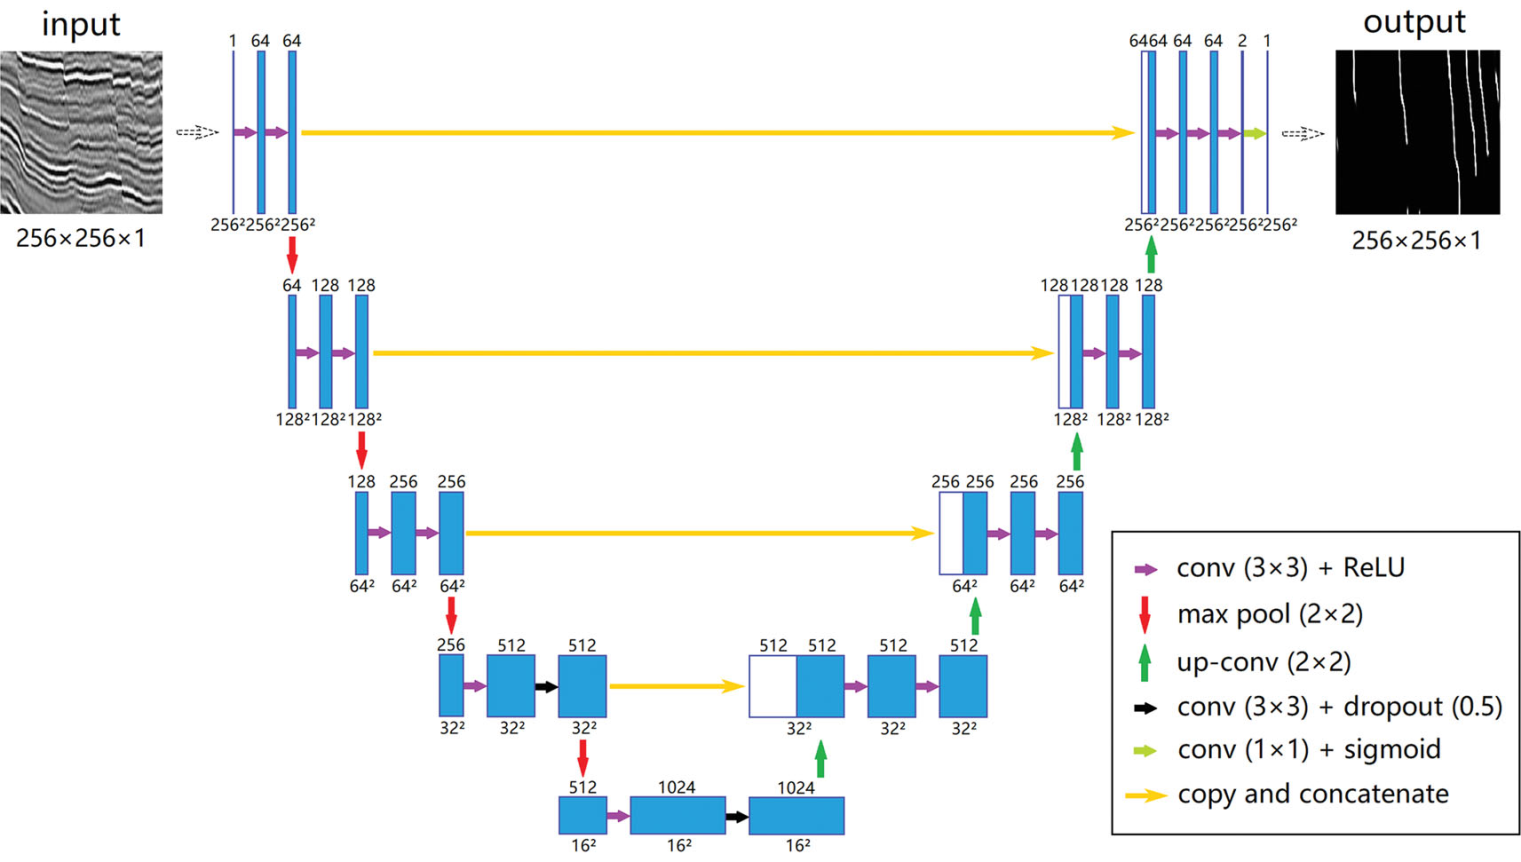 input
output
1 64 64
6464 64 64 2 1
256² 256² 256²
256² 256² 256² 256² 256²
256×256×1
256×256×1
64 128 128
128 128 128 128
128² 128² 128²
128² 128² 128²
128 256 256
256 256 256 256
64² 64² 64²
64² 64² 64²
256 512 512
512 512 512 512
32² 32² 32²
32² 32² 32²
512 1024 1024
16² 16² 16²
conv (3×3) + ReLU
max pool (2×2)
up-conv (2×2)
conv (3×3) + dropout (0.5)
conv (1×1) + sigmoid
copy and concatenate